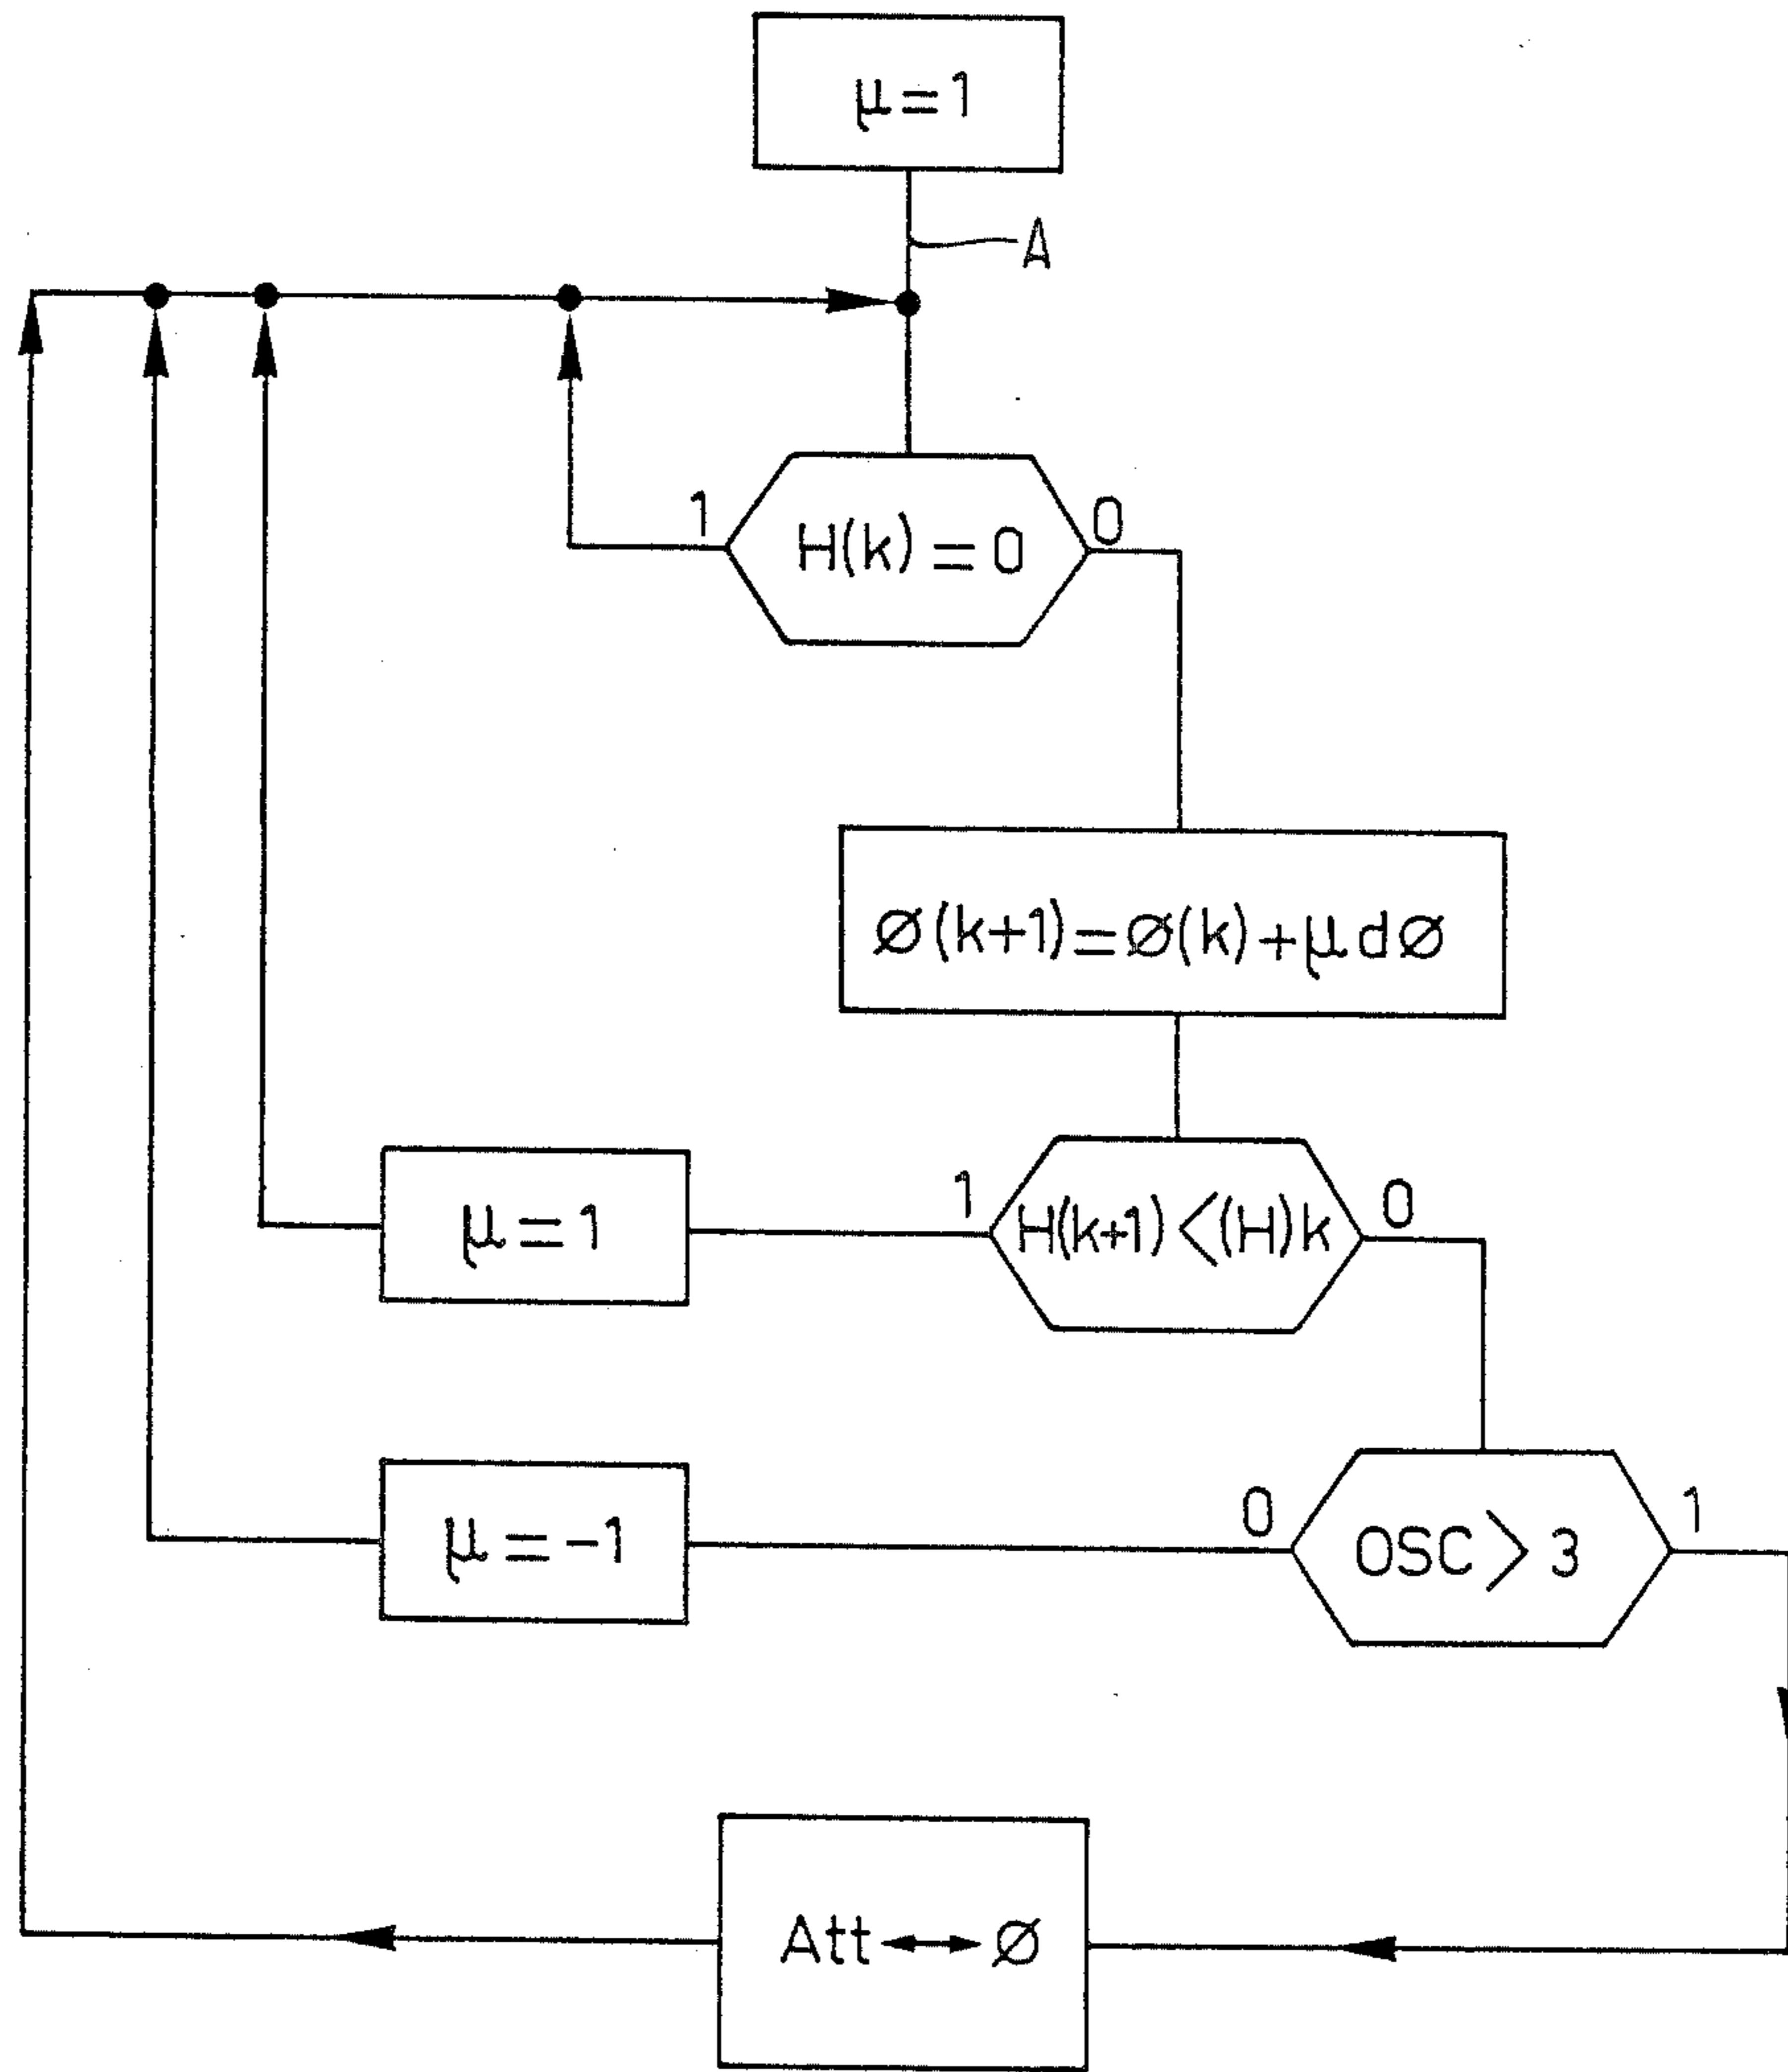 μ=1
A
1
H(k)=0
0
Ø(k+1)=Ø(k)+μdØ
μ=1
1
H(k+1)<(H)k
0
μ=-1
0
OSC>3
1
Att↔Ø